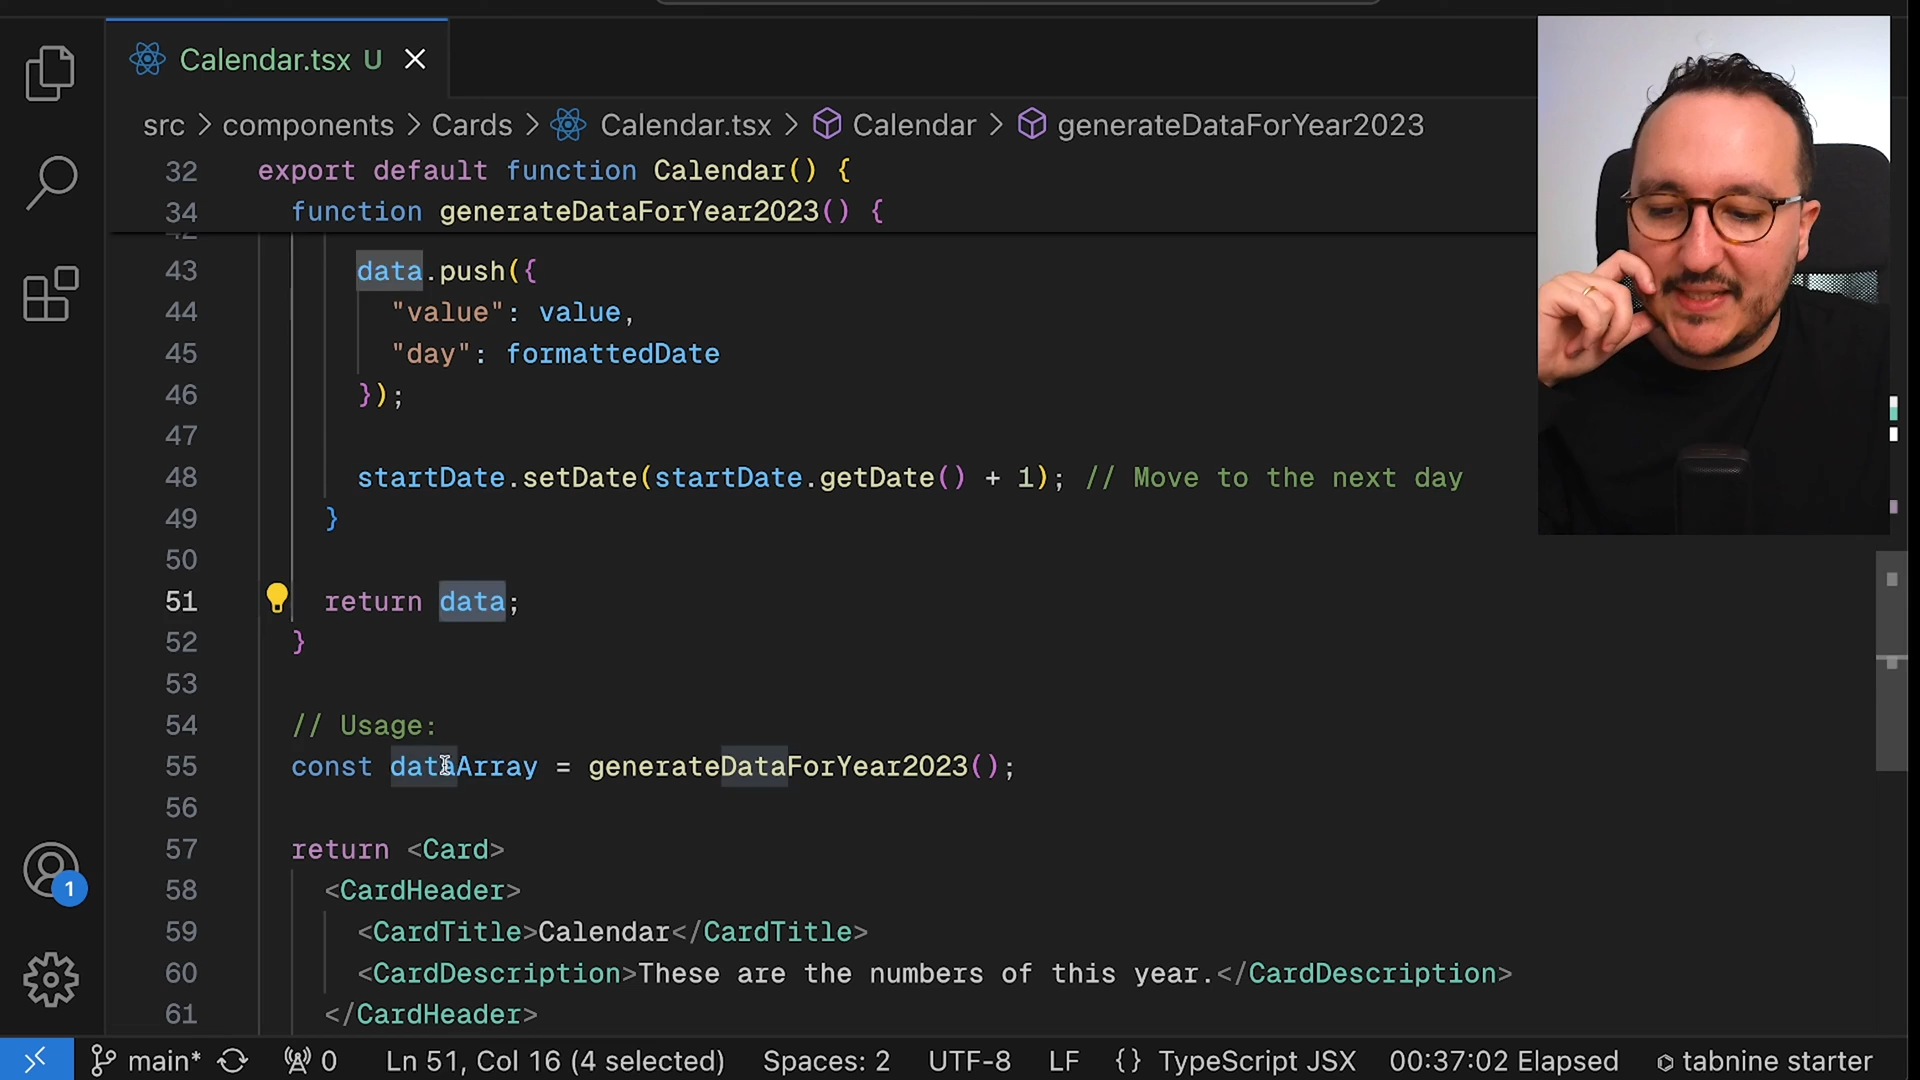 Calendar.tsx U
src > components > Cards > Calendar.tsx > Calendar > generateDataForYear2023
32 export default function Calendar() {
34 function generateDataForYear2023() {
43 data.push({
44 "value": value,
45 "day": formattedDate
46 });
47
48 startDate.setDate(startDate.getDate() + 1); // Move to the next day
49 }
50
51 return data;
52 }
53
54 // Usage:
55 const dataArray = generateDataForYear2023();
56
57 return <Card>
58 <CardHeader>
59 <CardTitle>Calendar</CardTitle>
60 <CardDescription>These are the numbers of this year.</CardDescription>
61 </CardHeader>
1
main* 0 Ln 51, Col 16 (4 selected) Spaces: 2 UTF-8 LF {} TypeScript JSX 00:37:02 Elapsed tabnine starter